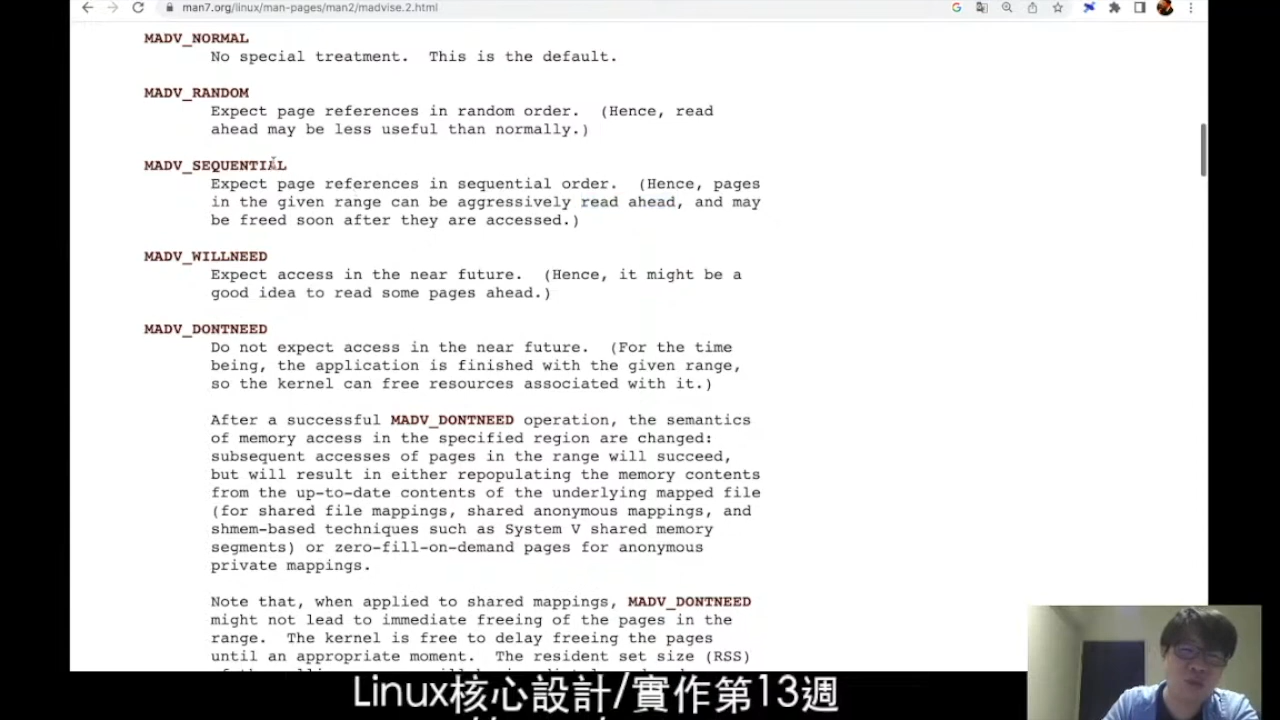 man7.org/linux/man-pages/man2/madvise.2.html
MADV_NORMAL
No special treatment. This is the default.
MADV_RANDOM
Expect page references in random order. (Hence, read
ahead may be less useful than normally.)
MADV_SEQUENTIAL
Expect page references in sequential order. (Hence, pages
in the given range can be aggressively read ahead, and may
be freed soon after they are accessed.)
MADV_WILLNEED
Expect access in the near future. (Hence, it might be a
good idea to read some pages ahead.)
MADV_DONTNEED
Do not expect access in the near future. (For the time
being, the application is finished with the given range,
so the kernel can free resources associated with it.)
After a successful MADV_DONTNEED operation, the semantics
of memory access in the specified region are changed:
subsequent accesses of pages in the range will succeed,
but will result in either repopulating the memory contents
from the up-to-date contents of the underlying mapped file
(for shared file mappings, shared anonymous mappings, and
shmem-based techniques such as System V shared memory
segments) or zero-fill-on-demand pages for anonymous
private mappings.
Note that, when applied to shared mappings, MADV_DONTNEED
might not lead to immediate freeing of the pages in the
range. The kernel is free to delay freeing the pages
until an appropriate moment. The resident set size (RSS)
Linux核心設計/實作第13週